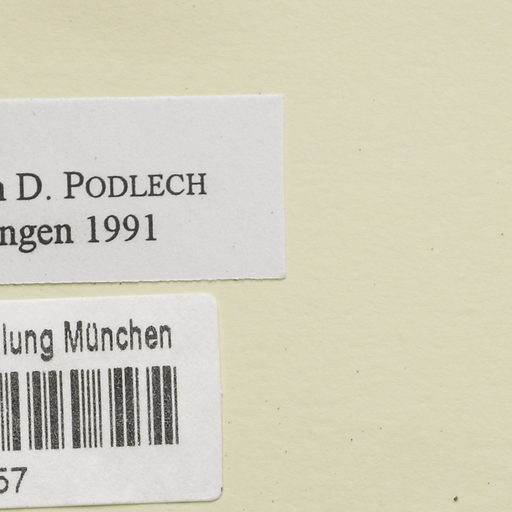 D. PODLECH
ngen 1991
lung München
57